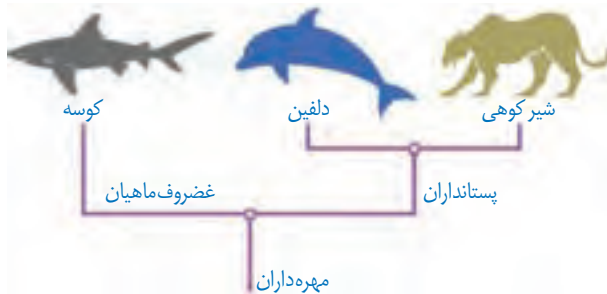 شیر کوهی
دلفین
کوسه
پستانداران
غضروف‌ماهیان
مهره‌داران